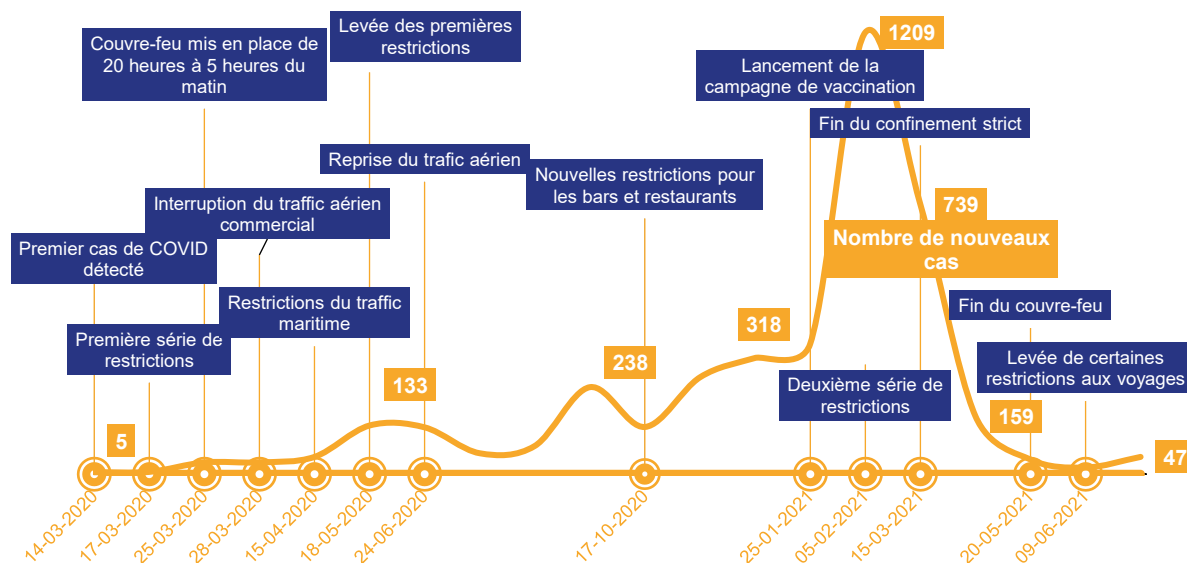 Couvre-feu mis en place de
20 heures à 5 heures du
matin
Levée des premières
restrictions
1209
Lancement de la
campagne de vaccination
Fin du confinement strict
Reprise du trafic aérien
Nouvelles restrictions pour
les bars et restaurants
Interruption du traffic aérien
commercial
739
Nombre de nouveaux
cas
Premier cas de COVID
détecté
Restrictions du traffic
maritime
Fin du couvre-feu
318
Première série de
restrictions
238
Levée de certaines
restrictions aux voyages
133
Deuxième série de
restrictions
159
5
47
14-03-2020
17-03-2020
25-03-2020
28-03-2020
15-04-2020
18-05-2020
24-06-2020
17-10-2020
25-01-2021
05-02-2021
15-03-2021
20-05-2021
09-06-2021